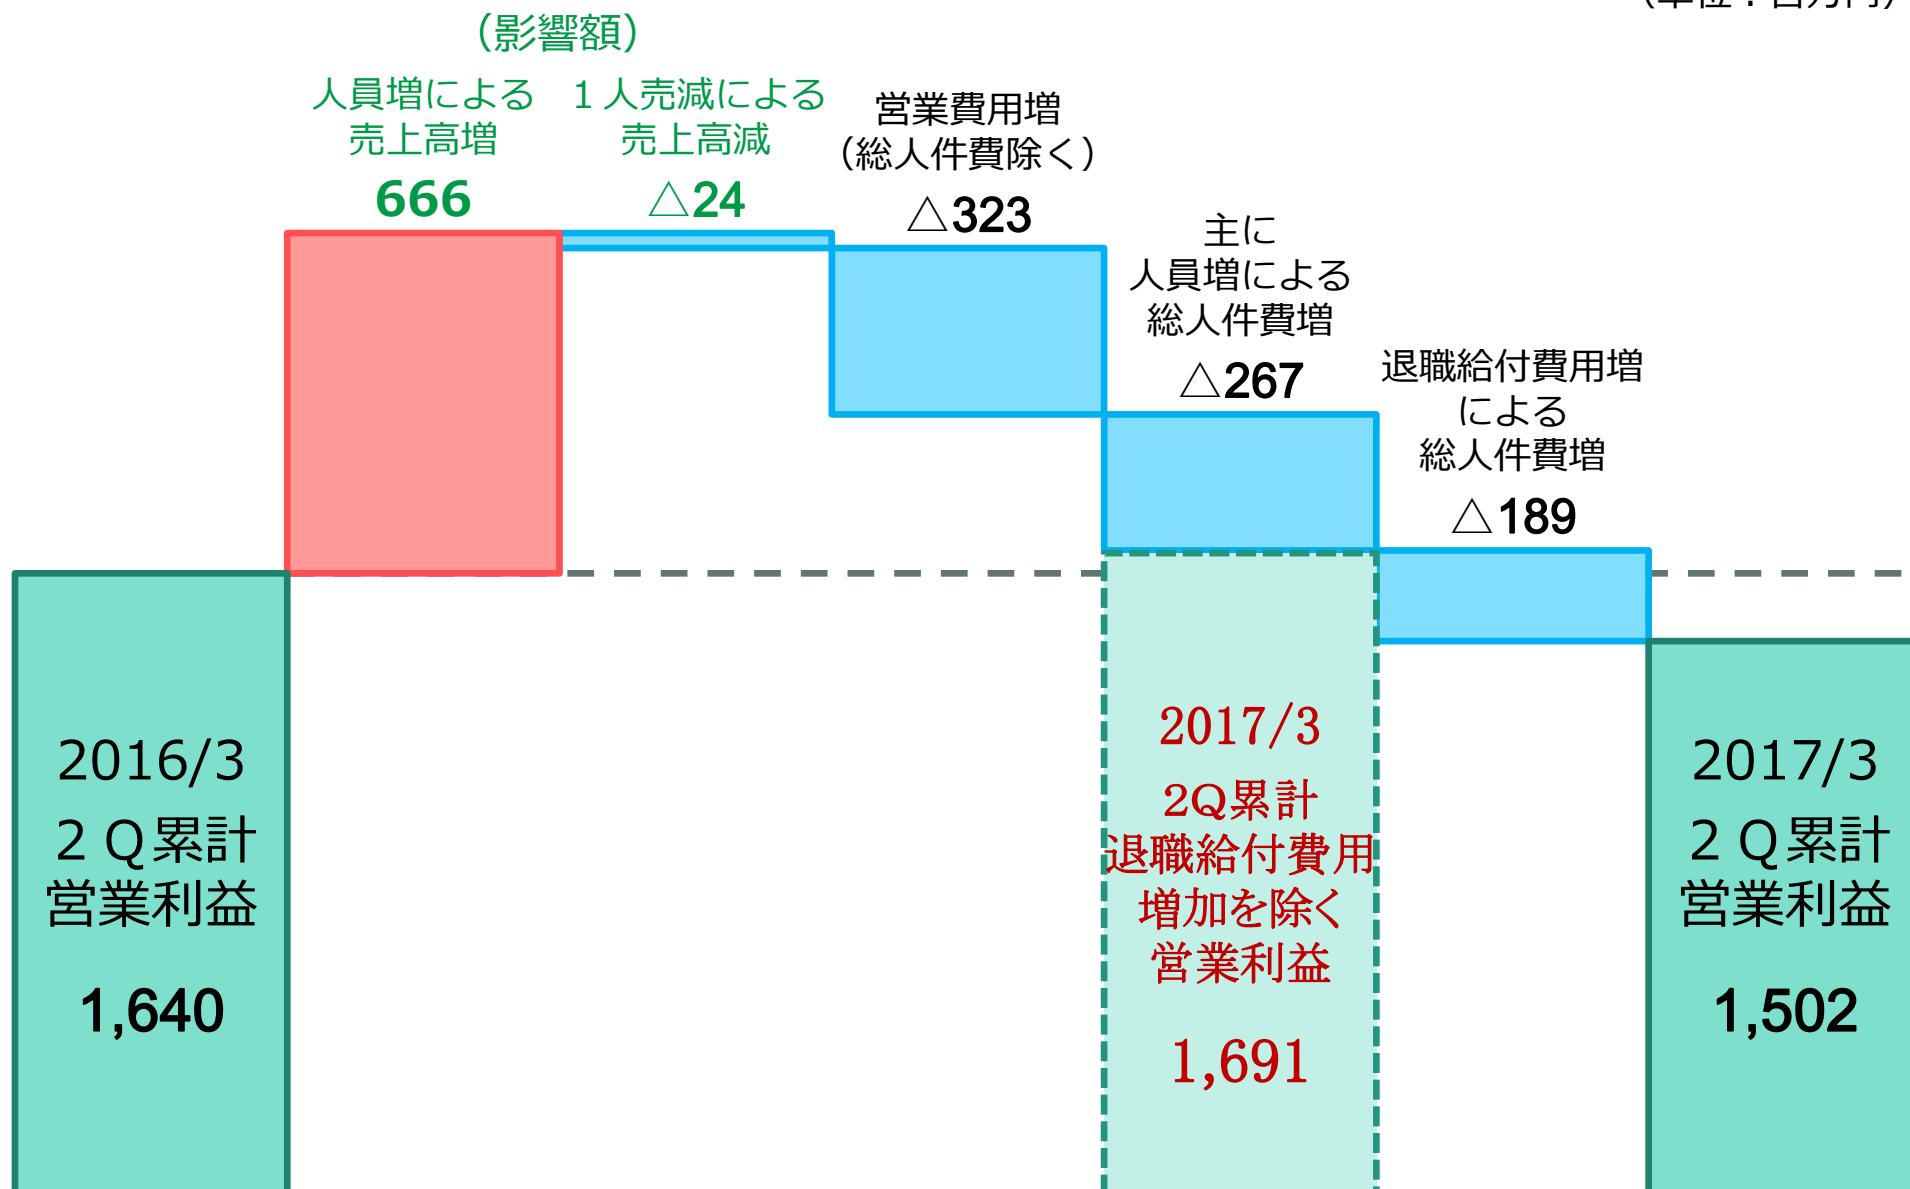 （単位：百万円）
（影響額）
人員増による
売上高増
666
１人売減による
売上高減
△24
営業費用増
（総人件費除く）
△323
主に
人員増による
総人件費増
△267
退職給付費用増
による
総人件費増
△189
2016/3
２Ｑ累計
営業利益
1,640
2017/3
2Q累計
退職給付費用
増加を除く
営業利益
1,691
2017/3
２Ｑ累計
営業利益
1,502